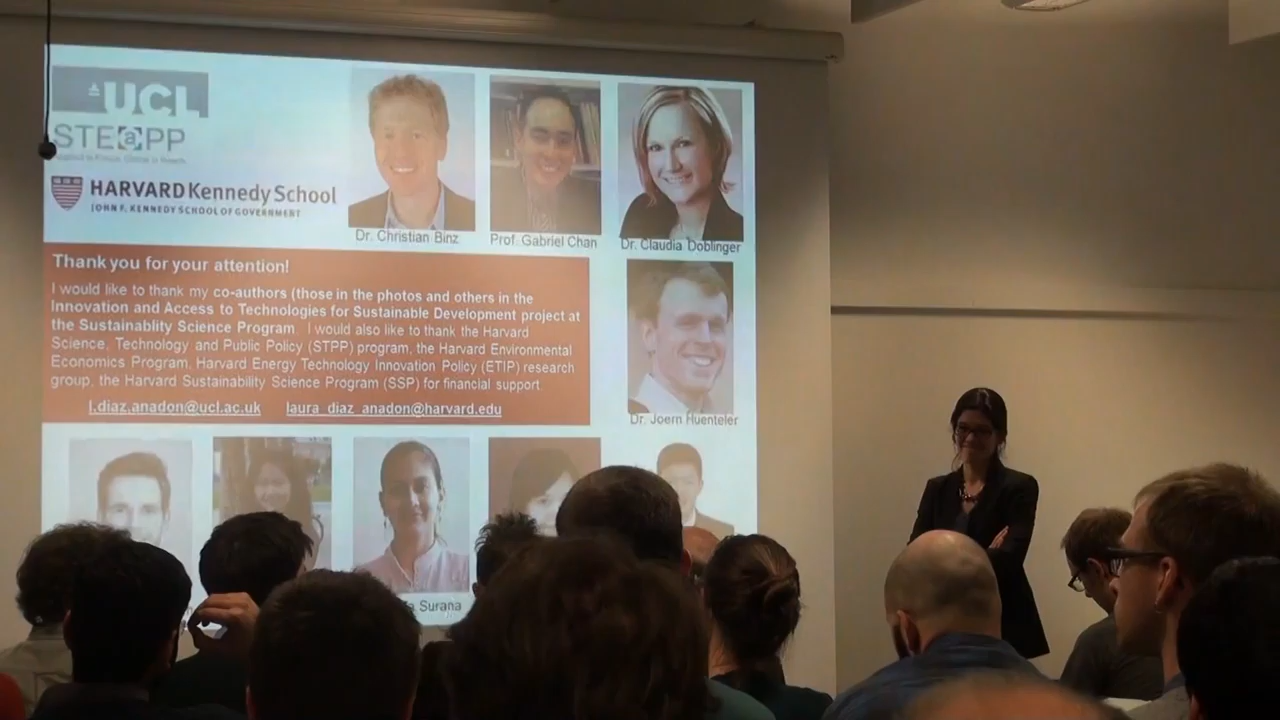 UCL
STEaPP
HARVARD Kennedy School
JOHN F. KENNEDY SCHOOL OF GOVERNMENT
Dr. Christian Binz
Prof. Gabriel Chan
Dr. Claudia Doblinger
Thank you for your attention!
I would like to thank my co-authors (those in the photos and others in the
Innovation and Access to Technologies for Sustainable Development project at
the Sustainablity Science Program. I would also like to thank the Harvard
Science, Technology and Public Policy (STPP) program, the Harvard Environmental
Economics Program, Harvard Energy Technology Innovation Policy (ETIP) research
group, the Harvard Sustainability Science Program (SSP) for financial support.
l.diaz.anadon@ucl.ac.uk laura_diaz_anadon@harvard.edu
Dr. Joern Huenteler
Surana